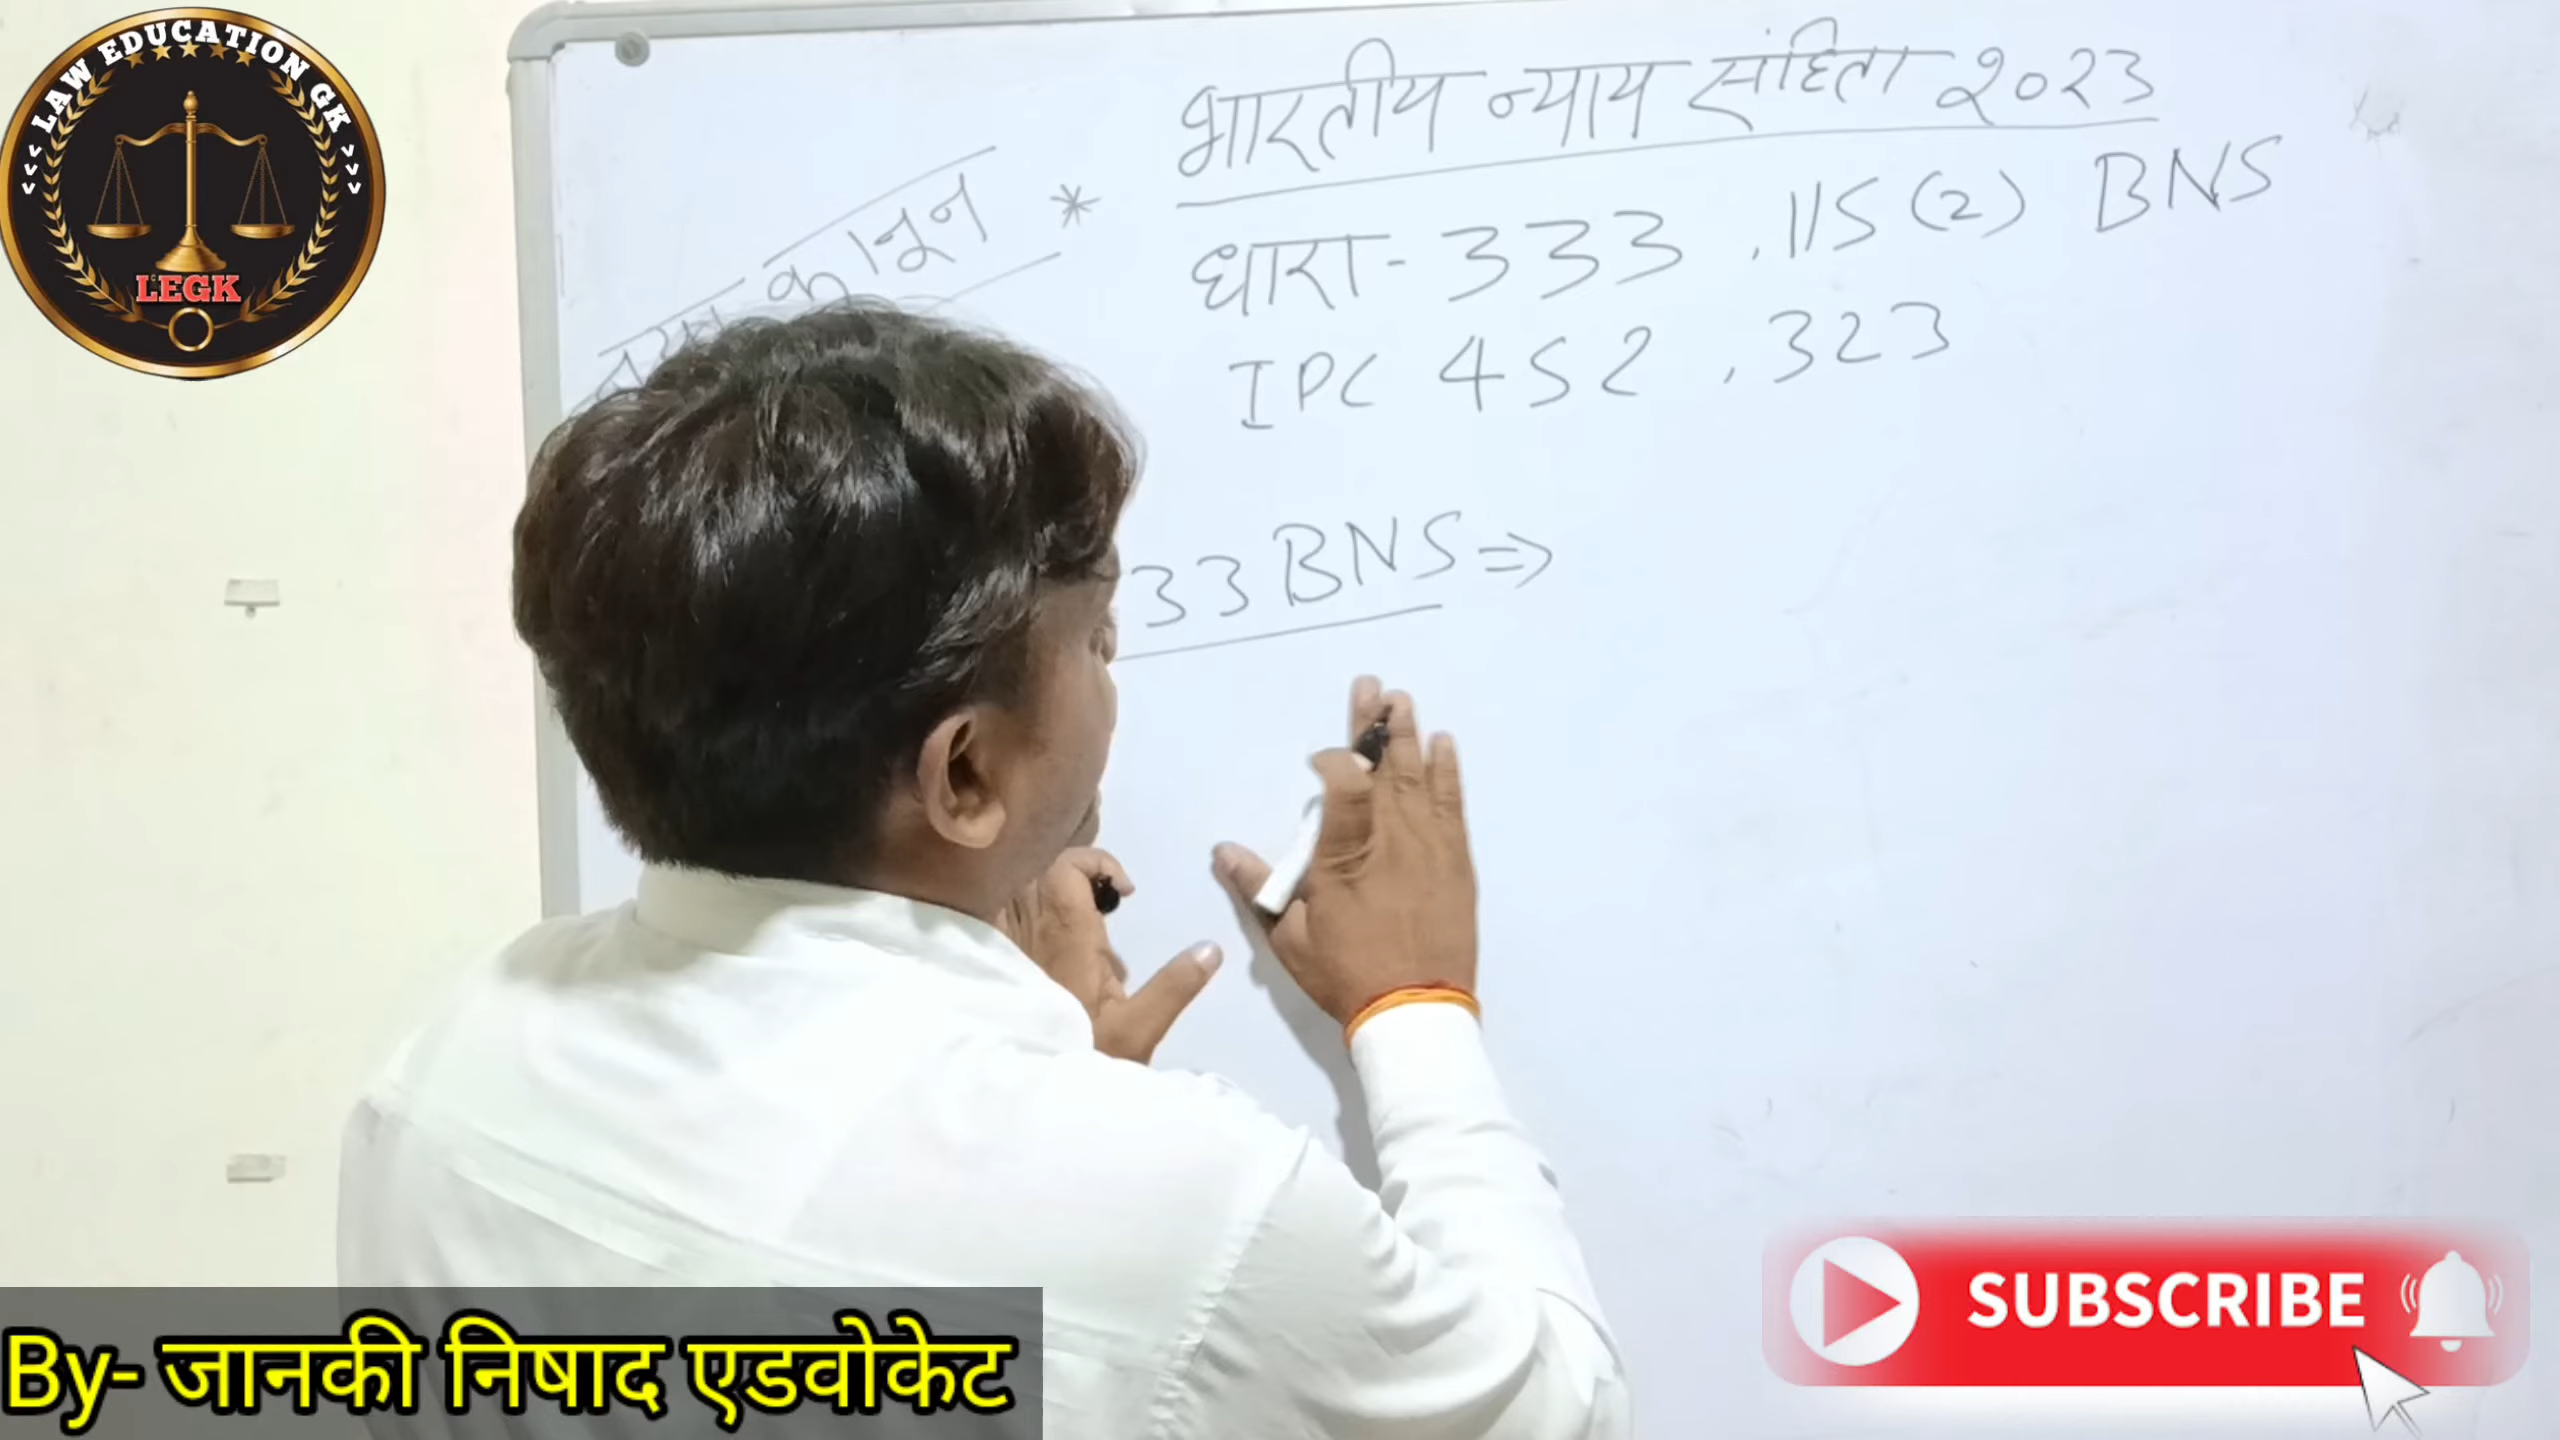 LAW EDUCATION GK
LEGK
भारतीय न्याय संहिता 2023
कानून *
धारा - 333 , 115 (2) BNS
IPC 452 , 323
33 BNS ⇒
By- जानकी निषाद एडवोकेट
SUBSCRIBE